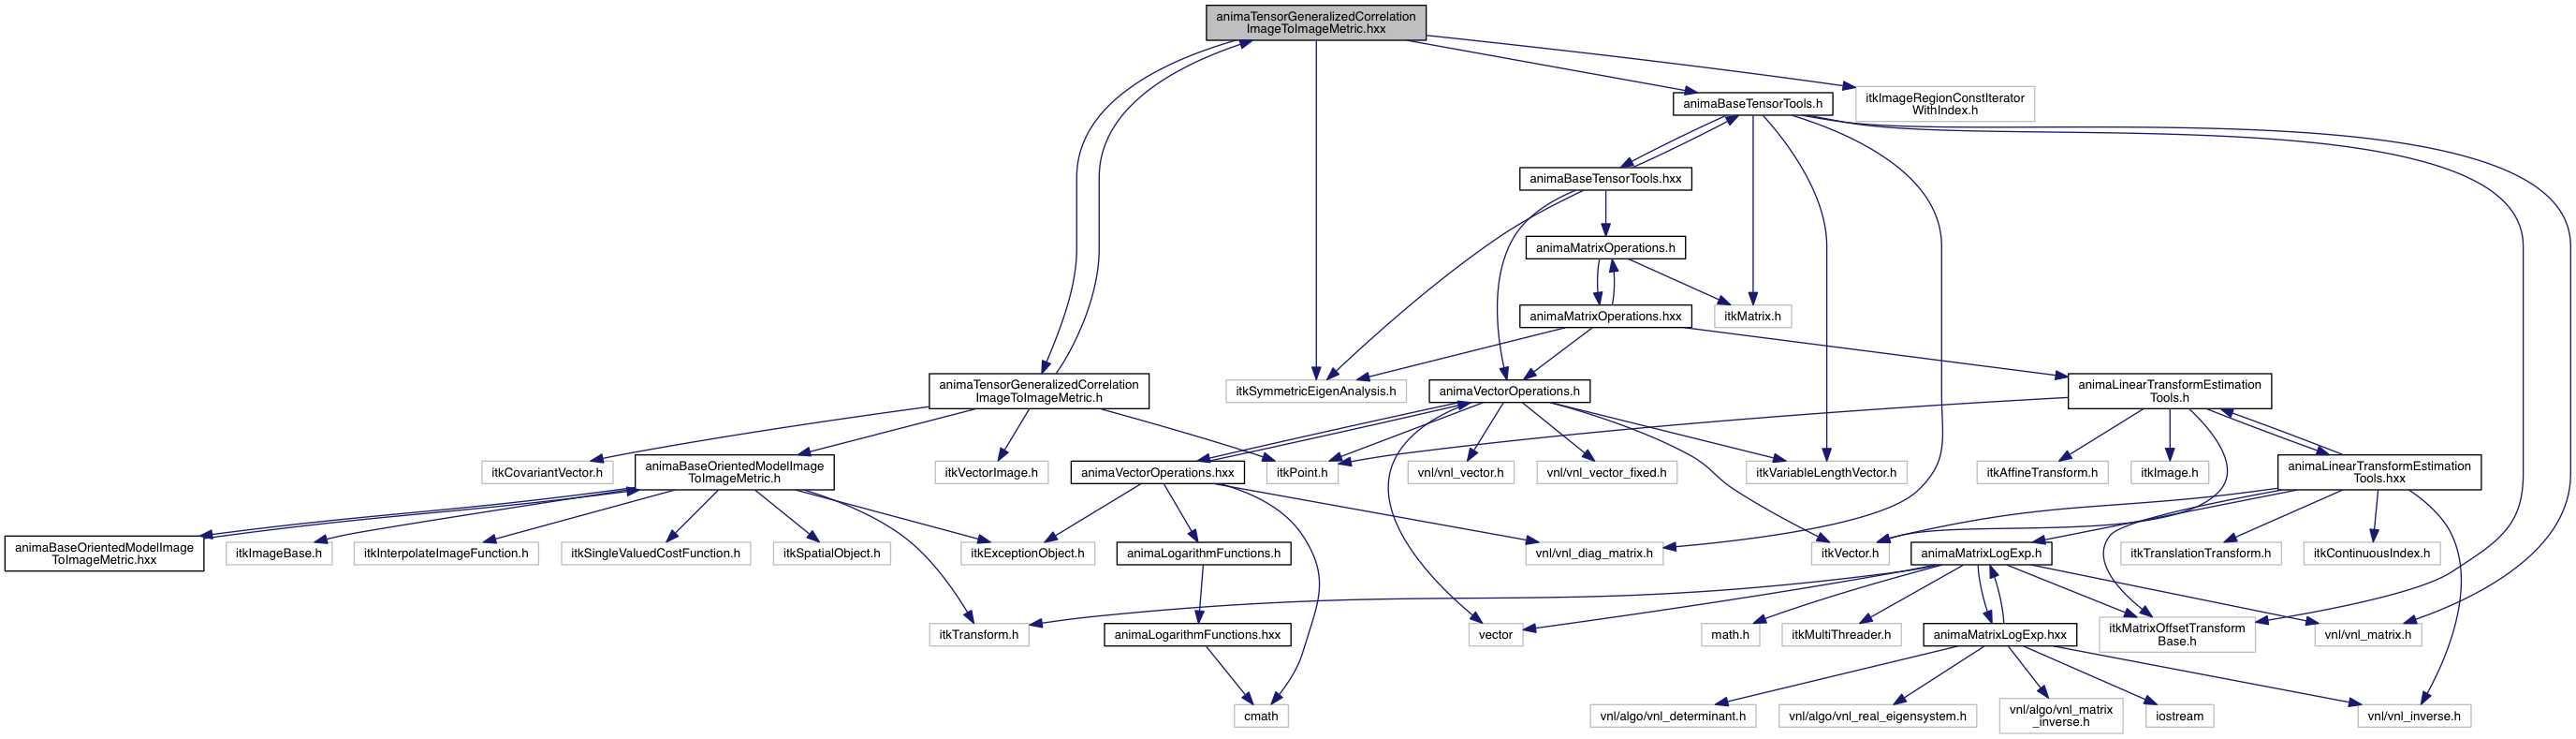 animaTensorGeneralizedCorrelation
ImageToImageMetric.hxx
itkImageRegionConstIterator
WithIndex.h
animaBaseTensorTools.h
animaBaseTensorTools.hxx
animaMatrixOperations.h
animaMatrixOperations.hxx
itkMatrix.h
animaTensorGeneralizedCorrelation
ImageToImageMetric.h
itkSymmetricEigenAnalysis.h
animaVectorOperations.h
animaLinearTransformEstimation
Tools.h
itkCovariantVector.h
animaBaseOrientedModelImage
ToImageMetric.h
itkVectorImage.h
animaVectorOperations.hxx
itkPoint.h
vnl/vnl_vector.h
vnl/vnl_vector_fixed.h
itkVariableLengthVector.h
itkAffineTransform.h
itkImage.h
animaLinearTransformEstimation
Tools.hxx
animaBaseOrientedModelImage
ToImageMetric.hxx
itkImageBase.h
itkInterpolateImageFunction.h
itkSingleValuedCostFunction.h
itkSpatialObject.h
itkExceptionObject.h
animaLogarithmFunctions.h
vnl/vnl_diag_matrix.h
itkVector.h
animaMatrixLogExp.h
itkTranslationTransform.h
itkContinuousIndex.h
itkTransform.h
animaLogarithmFunctions.hxx
vector
math.h
itkMultiThreader.h
animaMatrixLogExp.hxx
itkMatrixOffsetTransform
Base.h
vnl/vnl_matrix.h
cmath
vnl/algo/vnl_determinant.h
vnl/algo/vnl_real_eigensystem.h
vnl/algo/vnl_matrix
_inverse.h
iostream
vnl/vnl_inverse.h